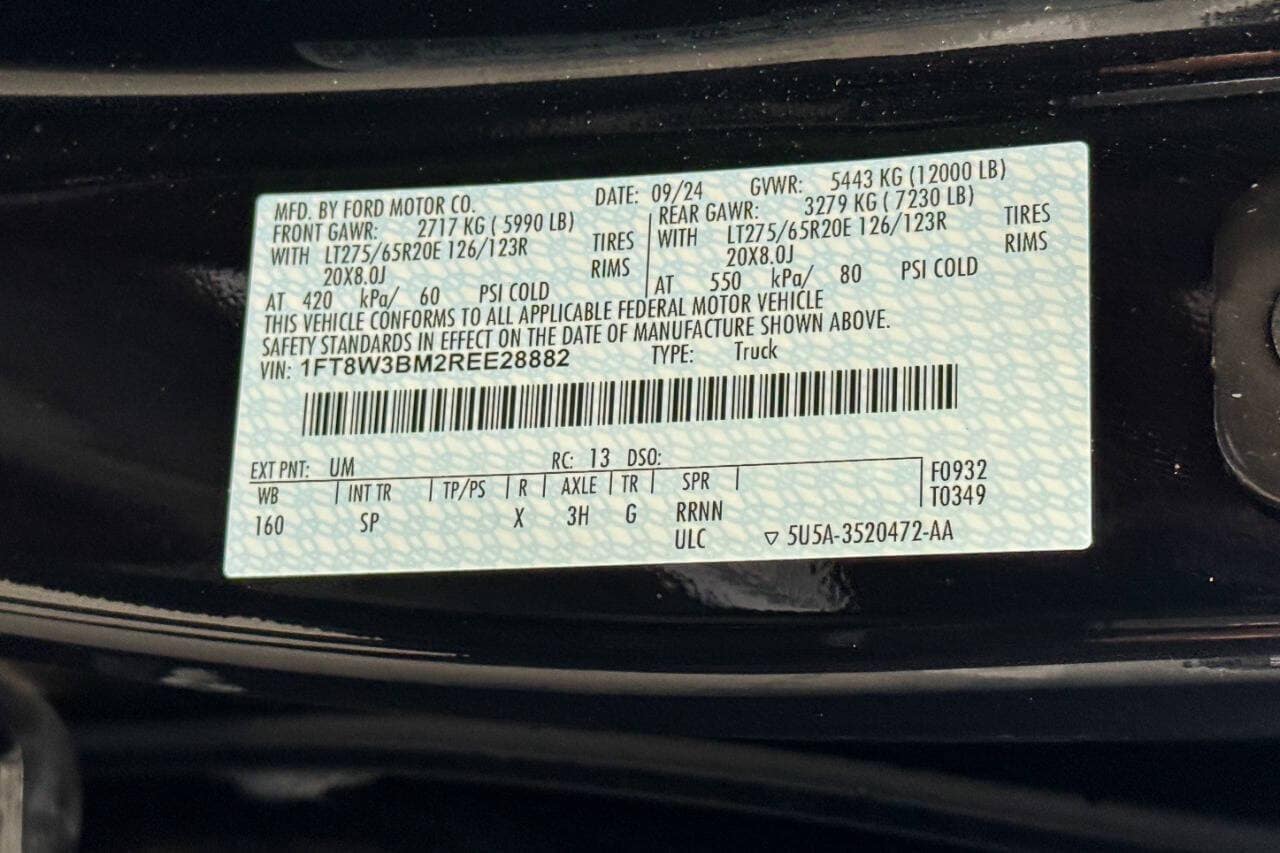 MFD. BY FORD MOTOR CO. DATE: 09/24 GVWR: 5443 KG (12000 LB)
FRONT GAWR: 2717 KG ( 5990 LB) REAR GAWR: 3279 KG ( 7230 LB)
WITH LT275/65R20E 126/123R TIRES WITH LT275/65R20E 126/123R TIRES
20X8.0J RIMS 20X8.0J RIMS
AT 420 kPa/ 60 PSI COLD AT 550 kPa/ 80 PSI COLD
THIS VEHICLE CONFORMS TO ALL APPLICABLE FEDERAL MOTOR VEHICLE
SAFETY STANDARDS IN EFFECT ON THE DATE OF MANUFACTURE SHOWN ABOVE.
VIN: 1FT8W3BM2REE28882 TYPE: Truck
EXT PNT: UM RC: 13 DSO:
WB INT TR TP/PS R AXLE TR SPR F0932
160 SP X 3H G RRNN T0349
ULC ▽ 5U5A-3520472-AA